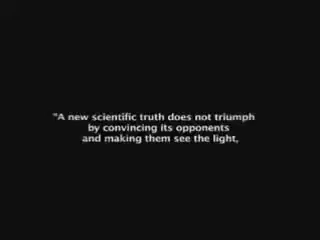 "A new scientific truth does not triumph
by convincing its opponents
and making them see the light,